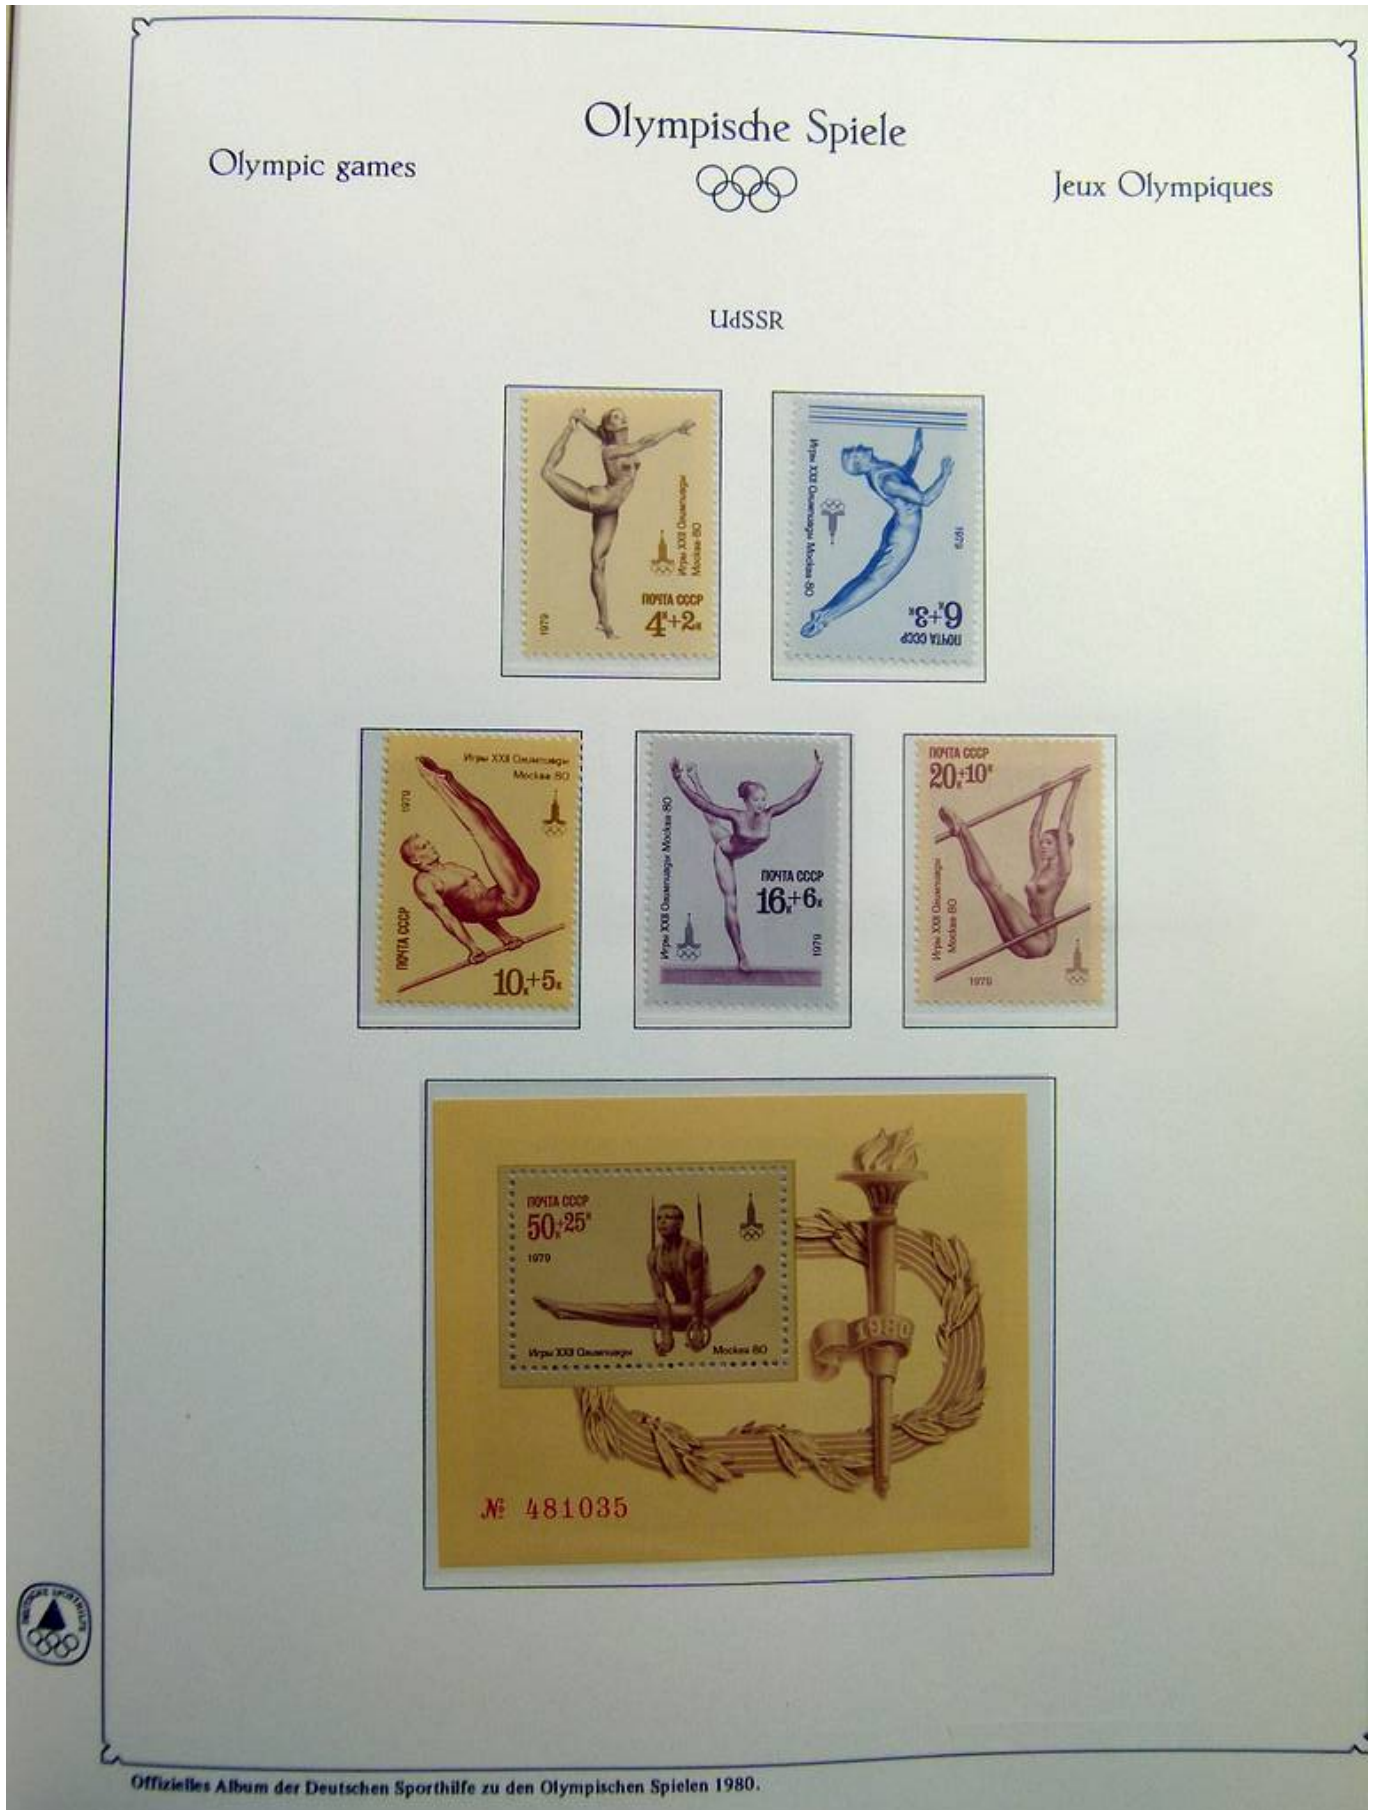 Olympische Spiele
Olympic games
Jeux Olympiques
UdSSR
Игры XXII Олимпиады
Москва-80
ПОЧТА СССР
4к+2к
1979
Игры XXII Олимпиады Москва-80
1979
6к+3к
ПОЧТА СССР
Игры XXII Олимпиады
Москва-80
1979
ПОЧТА СССР
10к+5к
Игры XXII Олимпиады Москва-80
ПОЧТА СССР
16к+6к
1979
ПОЧТА СССР
20к+10к
Игры XXII Олимпиады
Москва-80
1979
ПОЧТА СССР
50к+25к
1979
Игры XXII Олимпиады Москва-80
1980
№ 481035
DEUTSCHE SPORTHILFE
Offizielles Album der Deutschen Sporthilfe zu den Olympischen Spielen 1980.